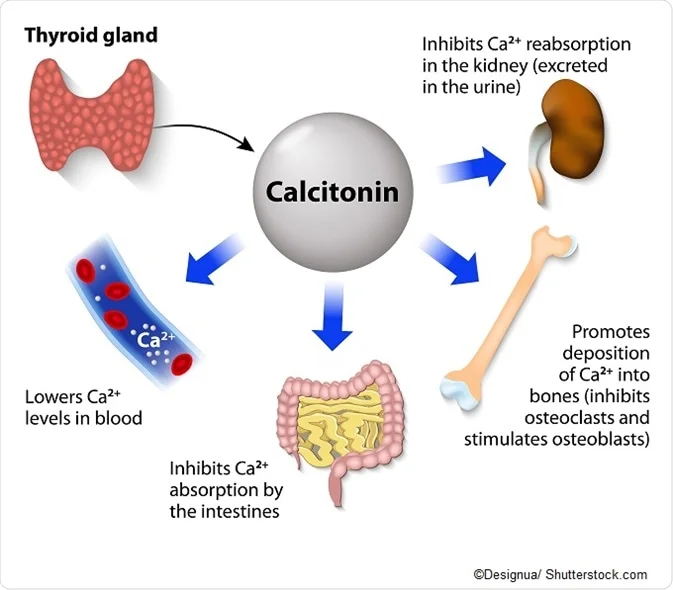 Thyroid gland
Inhibits Ca²⁺ reabsorption
in the kidney (excreted
in the urine)
Calcitonin
Ca²⁺
Lowers Ca²⁺
levels in blood
Promotes
deposition
of Ca²⁺ into
bones (inhibits
osteoclasts and
stimulates osteoblasts)
Inhibits Ca²⁺
absorption by
the intestines
©Designua/ Shutterstock.com